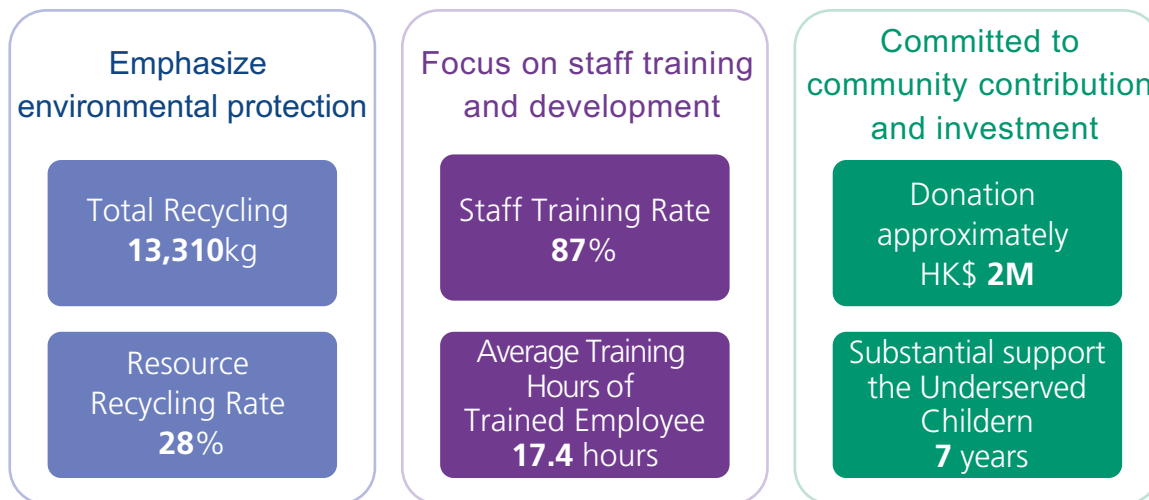 Emphasize
environmental protection
Total Recycling
13,310kg
Resource
Recycling Rate
28%
Focus on staff training
and development
Staff Training Rate
87%
Average Training
Hours of
Trained Employee
17.4 hours
Committed to
community contribution
and investment
Donation
approximately
HK$ 2M
Substantial support
the Underserved
Childern
7 years